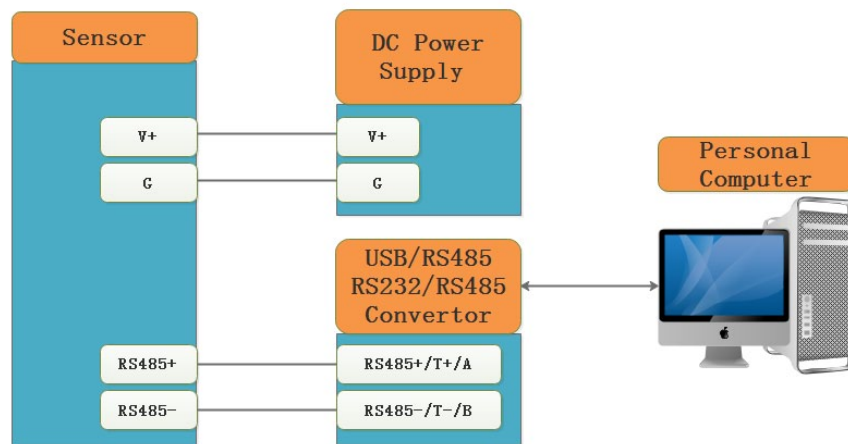 Sensor
DC Power
Supply
V+
V+
G
G
Personal
Computer
USB/RS485
RS232/RS485
Convertor
RS485+
RS485+/T+/A
RS485-
RS485-/T-/B